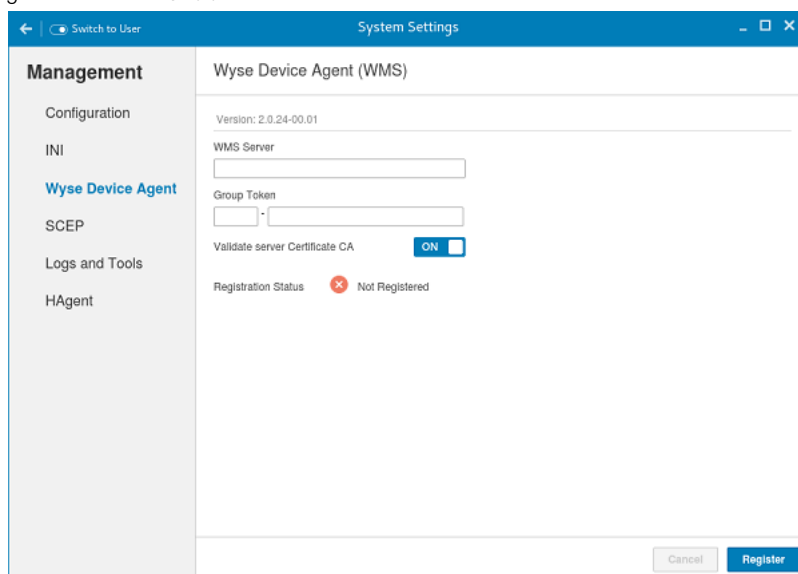 Switch to User
System Settings
Management
Configuration
INI
Wyse Device Agent
SCEP
Logs and Tools
HAgent
Wyse Device Agent (WMS)
Version: 2.0.24-00.01
WMS Server
Group Token
-
Validate server Certificate CA ON
Registration Status Not Registered
Cancel Register